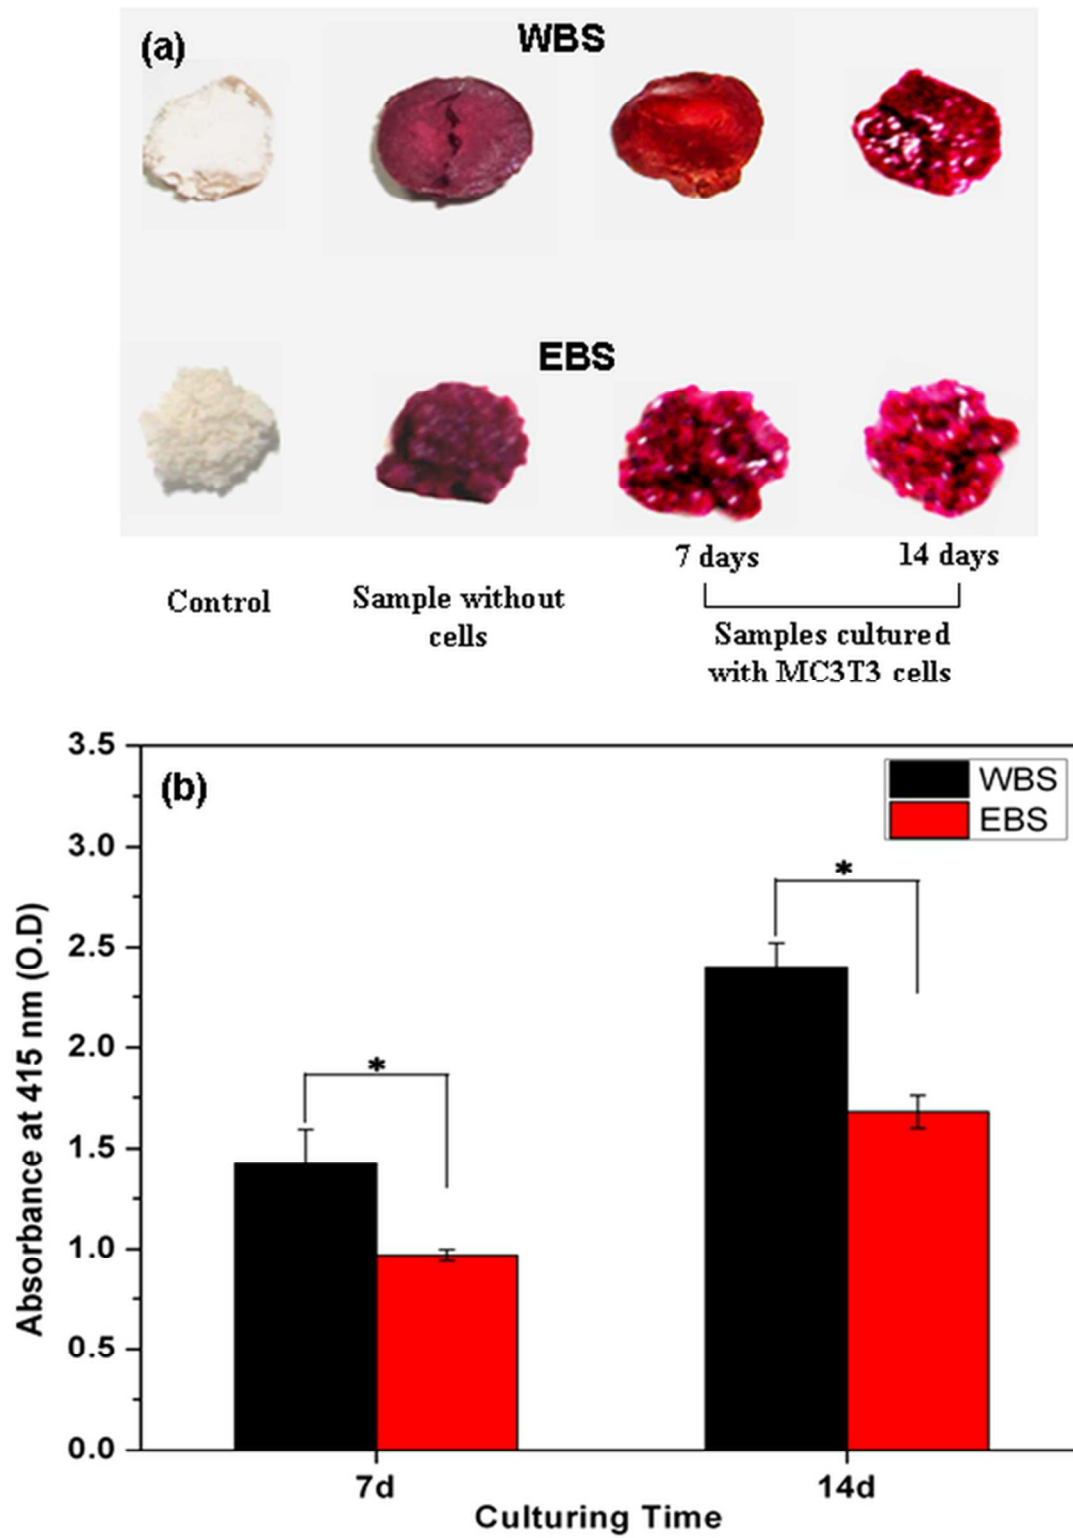 (a)
WBS
EBS
7 days
14 days
Control
Sample without
cells
Samples cultured
with MC3T3 cells
(b)
WBS
EBS
*
*
3.5
3.0
2.5
2.0
1.5
1.0
0.5
0.0
Absorbance at 415 nm (O.D)
7d
14d
Culturing Time